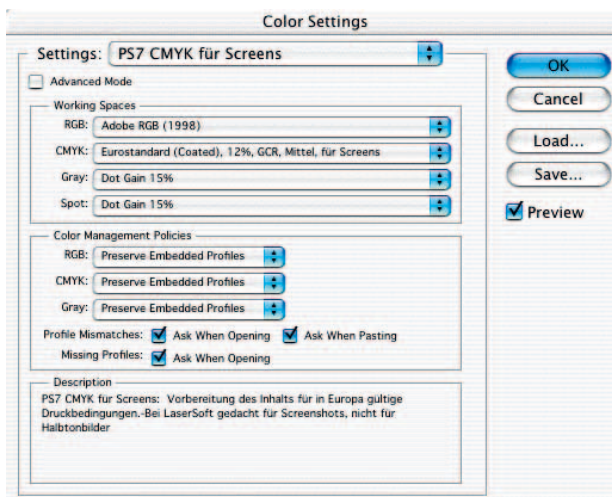 Color Settings
Settings: PS7 CMYK für Screens
Advanced Mode
Working Spaces
RGB: Adobe RGB (1998)
CMYK: Eurostandard (Coated), 12%, GCR, Mittel, für Screens
Gray: Dot Gain 15%
Spot: Dot Gain 15%
Color Management Policies
RGB: Preserve Embedded Profiles
CMYK: Preserve Embedded Profiles
Gray: Preserve Embedded Profiles
Profile Mismatches: Ask When Opening Ask When Pasting
Missing Profiles: Ask When Opening
Description
PS7 CMYK für Screens: Vorbereitung des Inhalts für in Europa gültige
Druckbedingungen.-Bei LaserSoft gedacht für Screenshots, nicht für
Halbtonbilder
OK
Cancel
Load...
Save...
Preview